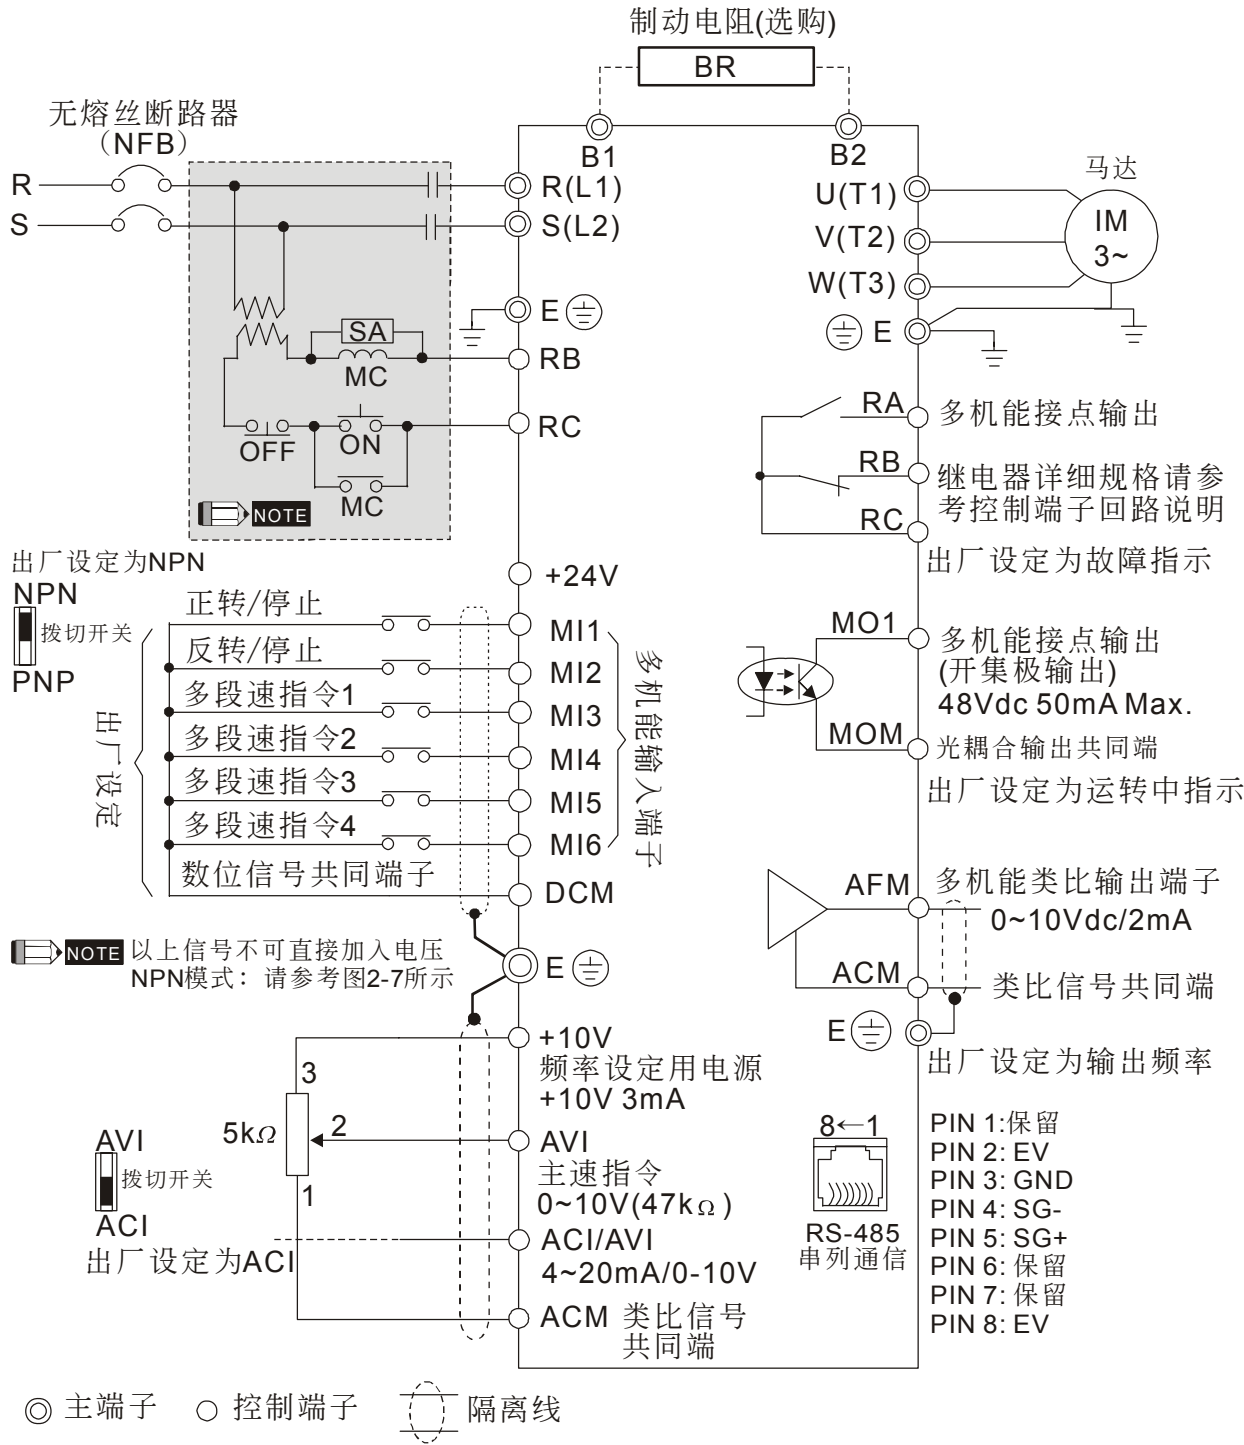 制动电阻(选购)
BR
无熔丝断路器
(NFB)
B1
B2
R
S
R(L1)
S(L2)
E
RB
RC
SA
MC
OFF
ON
MC
NOTE
马达
IM
3~
U(T1)
V(T2)
W(T3)
E
RA
多机能接点输出
RB
继电器详细规格请参
考控制端子回路说明
RC
出厂设定为故障指示
出厂设定为NPN
NPN
拨切开关
PNP
出厂设定
+24V
正转/停止
MI1
反转/停止
MI2
多段速指令1
MI3
多段速指令2
MI4
多段速指令3
MI5
多段速指令4
MI6
数位信号共同端子
DCM
多机能输入端子
MO1
多机能接点输出
(开集极输出)
48Vdc 50mA Max.
MOM
光耦合输出共同端
出厂设定为运转中指示
NOTE 以上信号不可直接加入电压
NPN模式：请参考图2-7所示
E
AFM
多机能类比输出端子
0~10Vdc/2mA
ACM
类比信号共同端
E
出厂设定为输出频率
+10V
频率设定用电源
+10V 3mA
3
5kΩ
2
1
AVI
拨切开关
ACI
出厂设定为ACI
AVI
主速指令
0~10V(47kΩ)
ACI/AVI
4~20mA/0-10V
ACM 类比信号
共同端
8←1
RS-485
串列通信
PIN 1:保留
PIN 2: EV
PIN 3: GND
PIN 4: SG-
PIN 5: SG+
PIN 6: 保留
PIN 7: 保留
PIN 8: EV
主端子
控制端子
隔离线